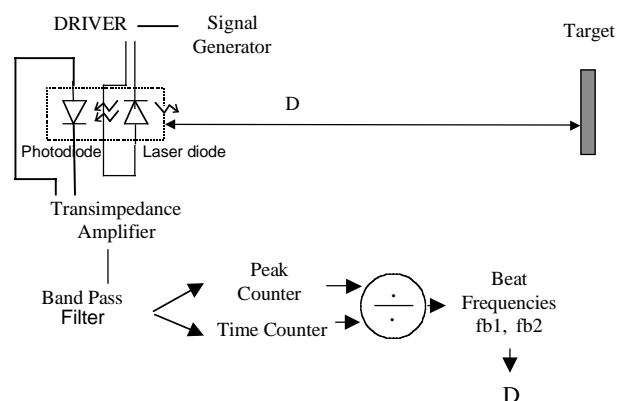 DRIVER
Signal
Generator
Target
D
Photodiode
Laser diode
Transimpedance
Amplifier
Peak
Counter
Band Pass
Filter
Time Counter
Beat
Frequencies
fb1, fb2
D